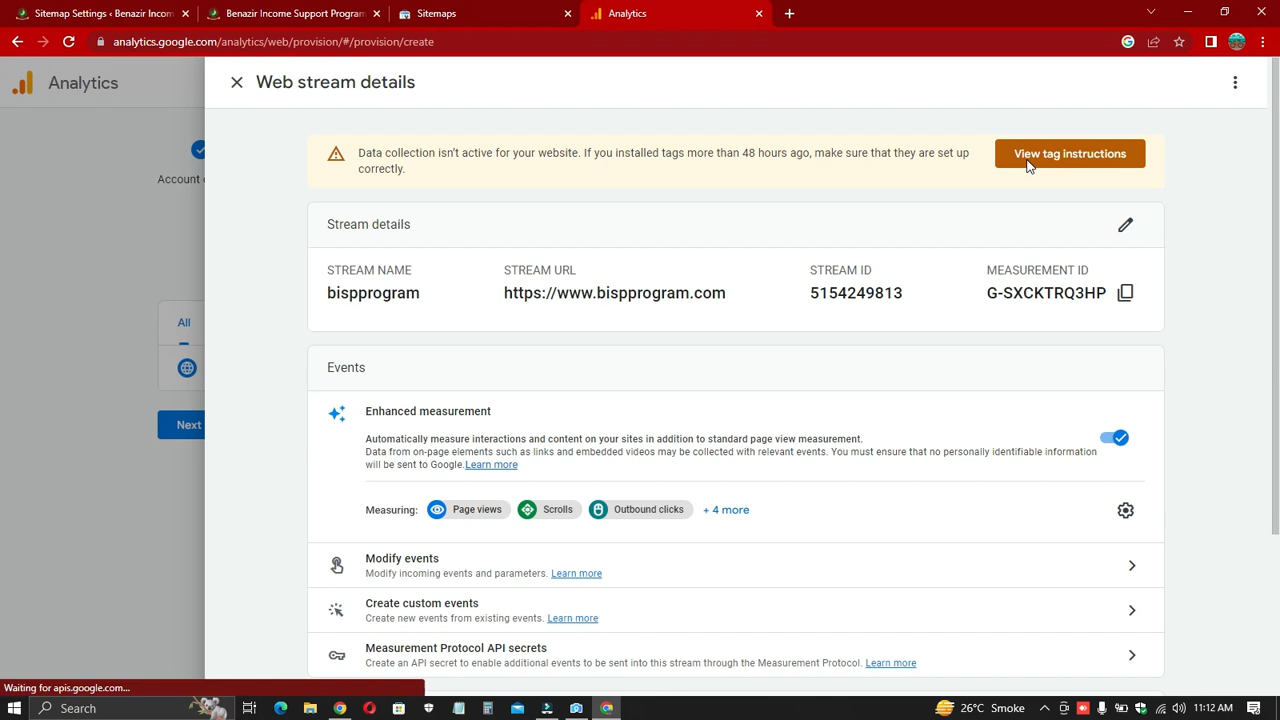 Sitemap Settings ‹ Benazir Incom
Benazir Income Support Program
Sitemaps
Analytics
analytics.google.com/analytics/web/provision/#/provision/create
Analytics
Web stream details
Data collection isn't active for your website. If you installed tags more than 48 hours ago, make sure that they are set up
correctly.
View tag instructions
Account
Stream details
STREAM NAME
STREAM URL
STREAM ID
MEASUREMENT ID
bispprogram
https://www.bispprogram.com
5154249813
G-SXCKTRQ3HP
All
Events
Enhanced measurement
Automatically measure interactions and content on your sites in addition to standard page view measurement.
Data from on-page elements such as links and embedded videos may be collected with relevant events. You must ensure that no personally identifiable information
will be sent to Google.Learn more
Next
Measuring:
Page views
Scrolls
Outbound clicks
+ 4 more
Modify events
Modify incoming events and parameters. Learn more
Create custom events
Create new events from existing events. Learn more
Measurement Protocol API secrets
Create an API secret to enable additional events to be sent into this stream through the Measurement Protocol. Learn more
Waiting for apis.google.com...
Search
26°C Smoke
11:12 AM